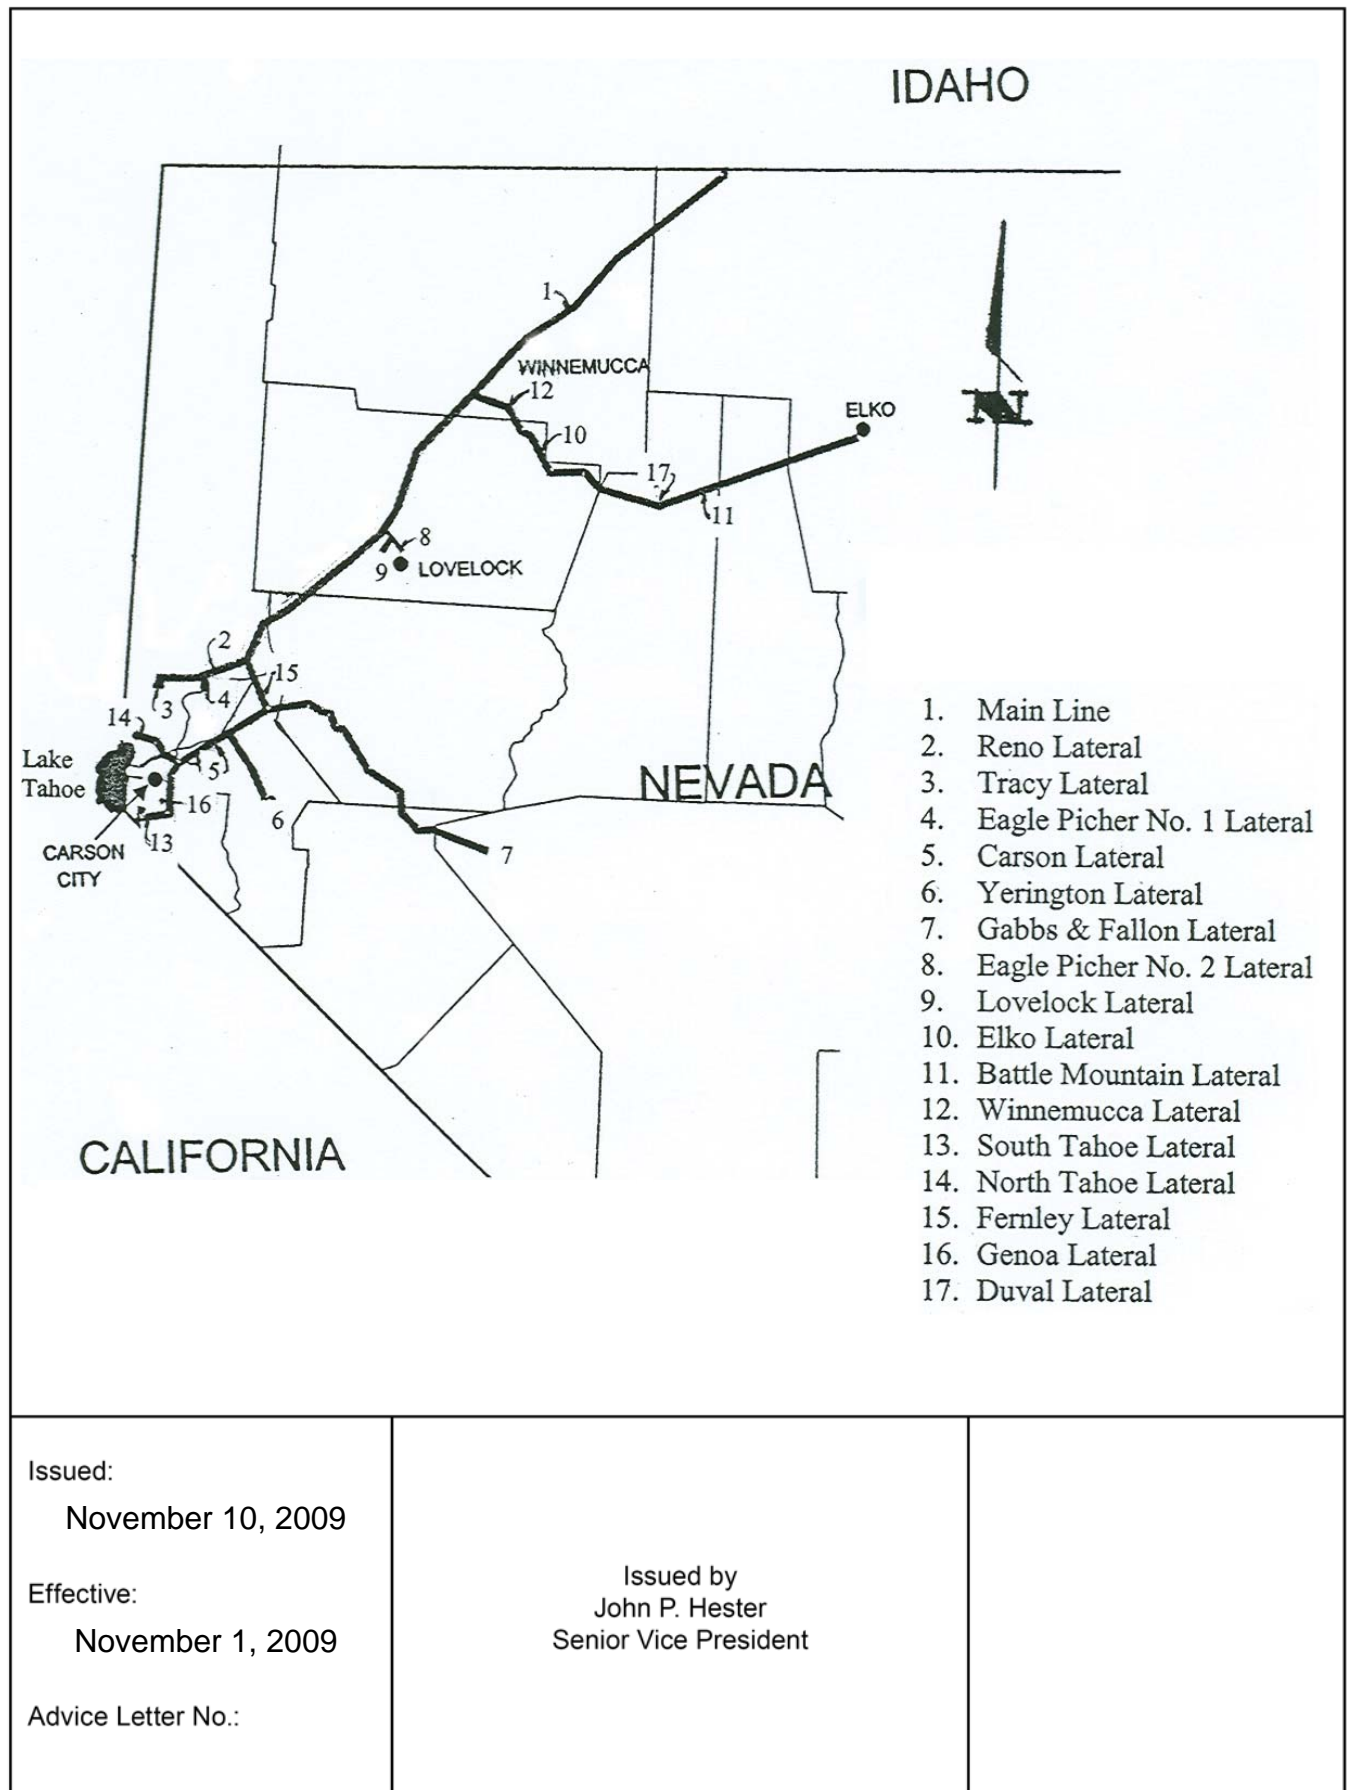 IDAHO
1
WINNEMUCCA
12
ELKO
10
17
11
8
9
LOVELOCK
N
2
15
3
4
14
Lake
Tahoe
5
NEVADA
16
6
13
7
CARSON
CITY
CALIFORNIA
1. Main Line
2. Reno Lateral
3. Tracy Lateral
4. Eagle Picher No. 1 Lateral
5. Carson Lateral
6. Yerington Lateral
7. Gabbs & Fallon Lateral
8. Eagle Picher No. 2 Lateral
9. Lovelock Lateral
10. Elko Lateral
11. Battle Mountain Lateral
12. Winnemucca Lateral
13. South Tahoe Lateral
14. North Tahoe Lateral
15. Fernley Lateral
16. Genoa Lateral
17. Duval Lateral
Issued:
November 10, 2009
Effective:
November 1, 2009
Advice Letter No.:
Issued by
John P. Hester
Senior Vice President